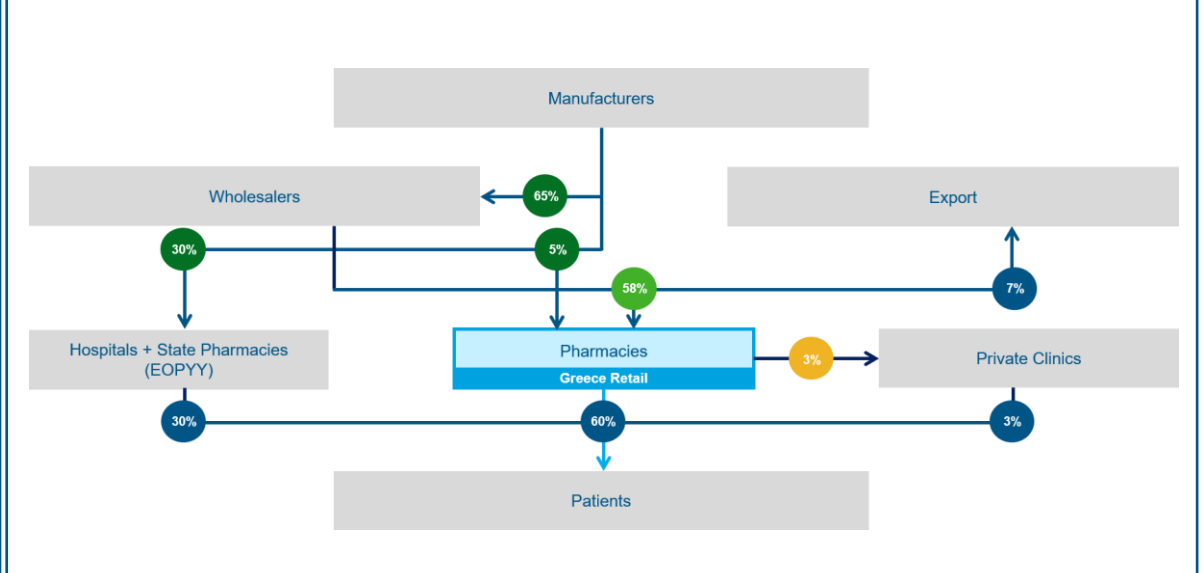 Manufacturers
Wholesalers
65%
Export
30%
5%
58%
7%
Hospitals + State Pharmacies
(EOPYY)
Pharmacies
Greece Retail
3%
Private Clinics
30%
60%
3%
Patients